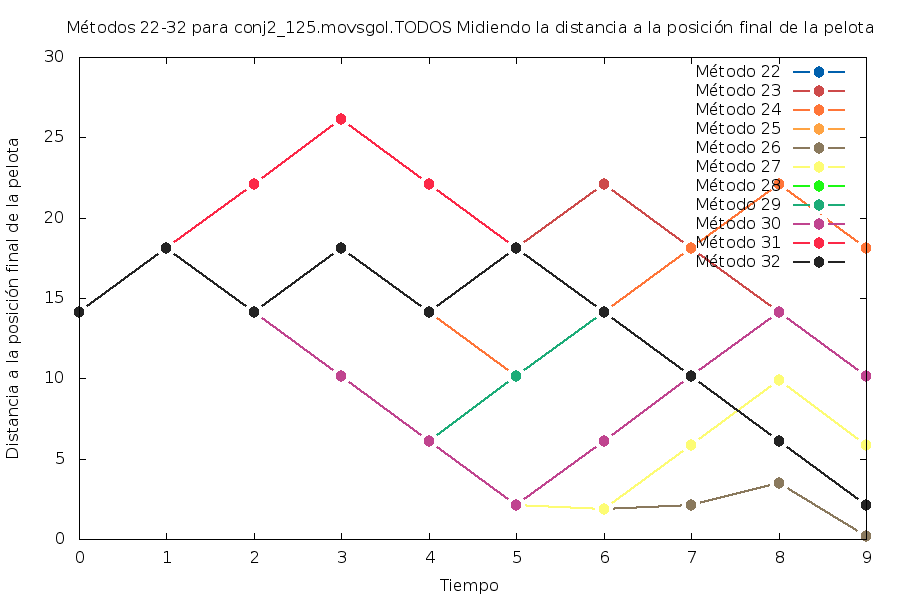 Métodos 22-32 para conj2_125.movsgol.TODOS Midiendo la distancia a la posición final de la pelota
30
25
20
15
10
5
0
Distancia a la posición final de la pelota
Método 22
Método 23
Método 24
Método 25
Método 26
Método 27
Método 28
Método 29
Método 30
Método 31
Método 32
0 1 2 3 4 5 6 7 8 9
Tiempo